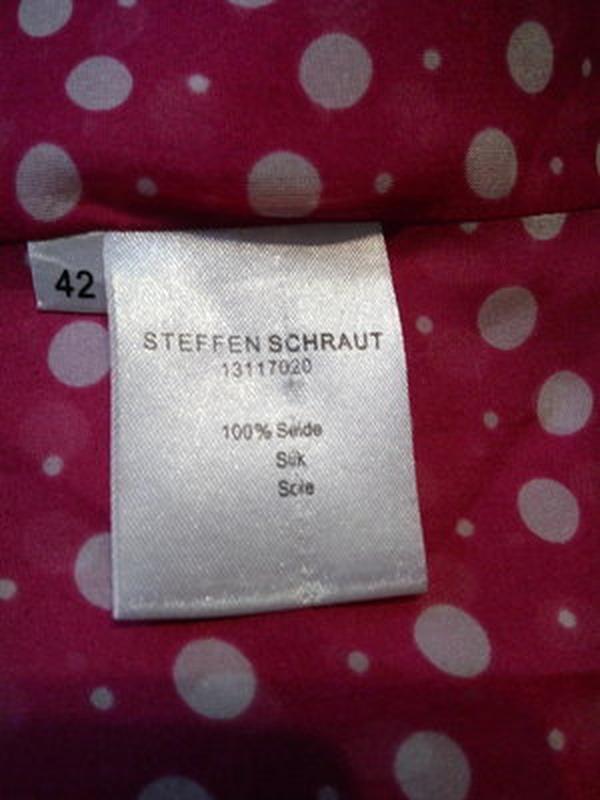 42
STEFFEN SCHRAUT
13117020
100% Seide
Silk
Soie